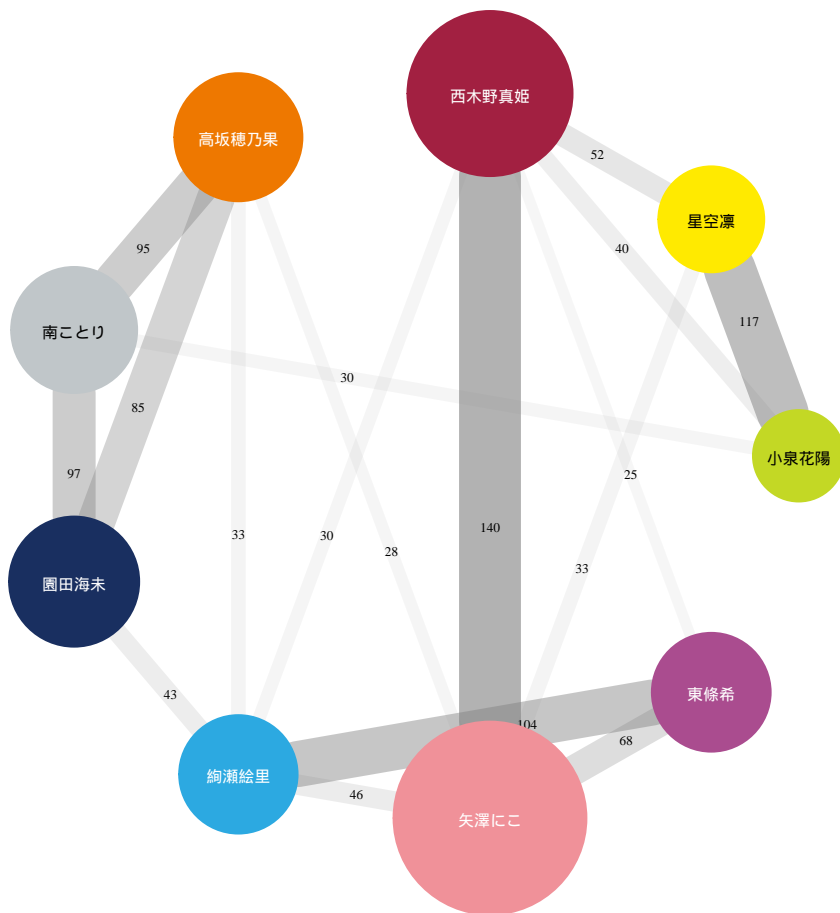 西木野真姫
高坂穂乃果
52
星空凛
95
40
117
南ことり
30
85
小泉花陽
97
25
140
33
30
28
33
園田海未
43
東條希
104
68
絢瀬絵里
46
矢澤にこ